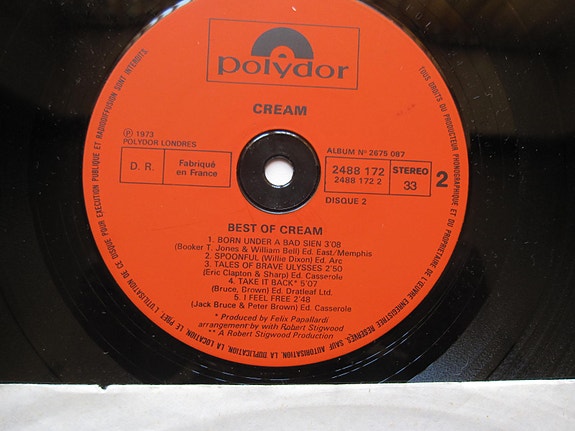 polydor
CREAM
Ⓟ 1973
POLYDOR LONDRES
D. R.
Fabriqué
en France
ALBUM Nº 2675 097
2488 172
2488 172 2
STEREO
33
2
DISQUE 2
BEST OF CREAM
1. BORN UNDER A BAD SIEN 3'08
(Booker T. Jones & William Bell) Ed. East/Memphis
2. SPOONFUL (Willie Dixon) Ed. Arc
3. TALES OF BRAVE ULYSSES 2'50
(Eric Clapton & Sharp) Ed. Casserole
4. TAKE IT BACK* 5'07
(Bruce, Brown) Ed. Dratleaf Ltd.
5. I FEEL FREE 2'48
(Jack Bruce & Peter Brown) Ed. Casserole
* Produced by Felix Papallardi
arrangement by with Robert Stigwood
** A Robert Stigwood Production
TOUS DROITS DU PRODUCTEUR PHONOGRAPHIQUE ET DU PROPRIETAIRE DE L'ŒUVRE ENREGISTREE RESERVES. SAUF AUTORISATION, LA DUPLICATION, LA LOCATION, LE PRET, L'UTILISATION DE CE DISQUE POUR EXECUTION PUBLIQUE ET RADIODIFFUSION SONT INTERDITS.